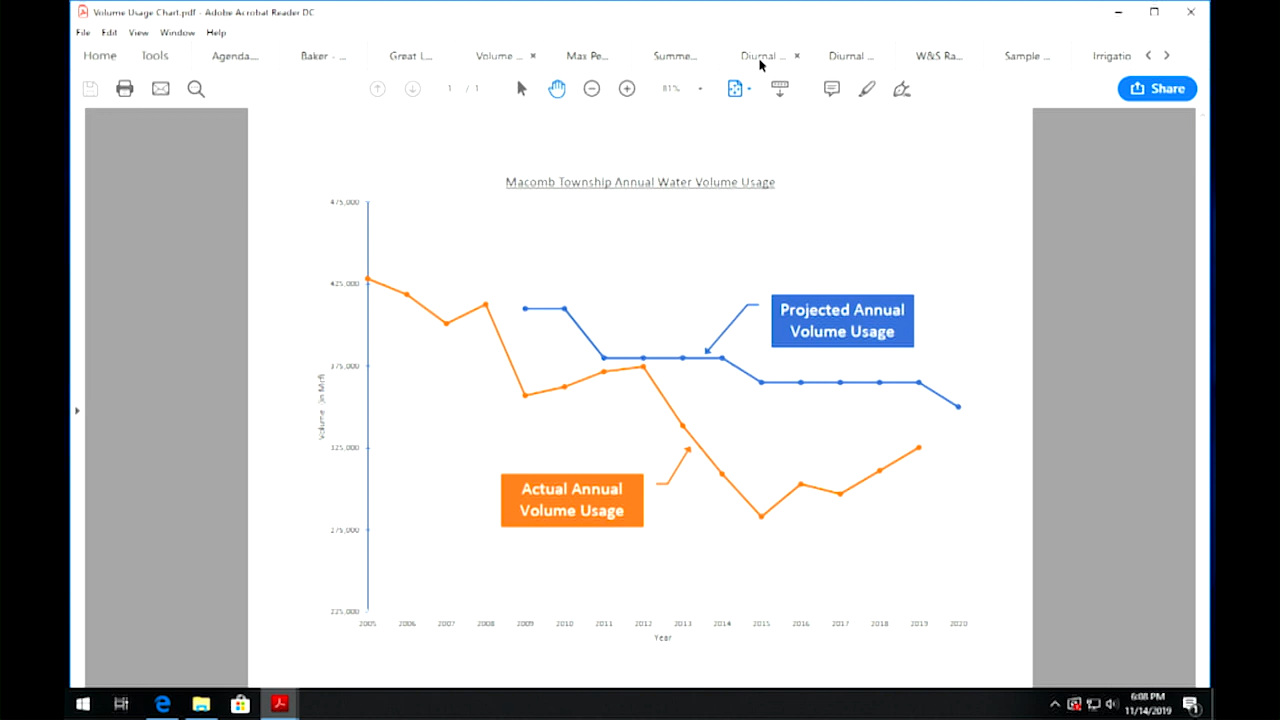 Volume Usage Chart.pdf - Adobe Acrobat Reader DC
File Edit View Window Help
Home Tools Agenda.... Baker - ... Great L... Volume ... × Max Pe... Summe... Diurnal ... × Diurnal ... W&S Ra... Sample ... Irrigatio
1 / 1 81% Share
Macomb Township Annual Water Volume Usage
475,000
425,000
375,000
325,000
275,000
225,000
Volume (in Mcf)
Projected Annual
Volume Usage
Actual Annual
Volume Usage
2005 2006 2007 2008 2009 2010 2011 2012 2013 2014 2015 2016 2017 2018 2019 2020
Year
6:08 PM
11/14/2019
1